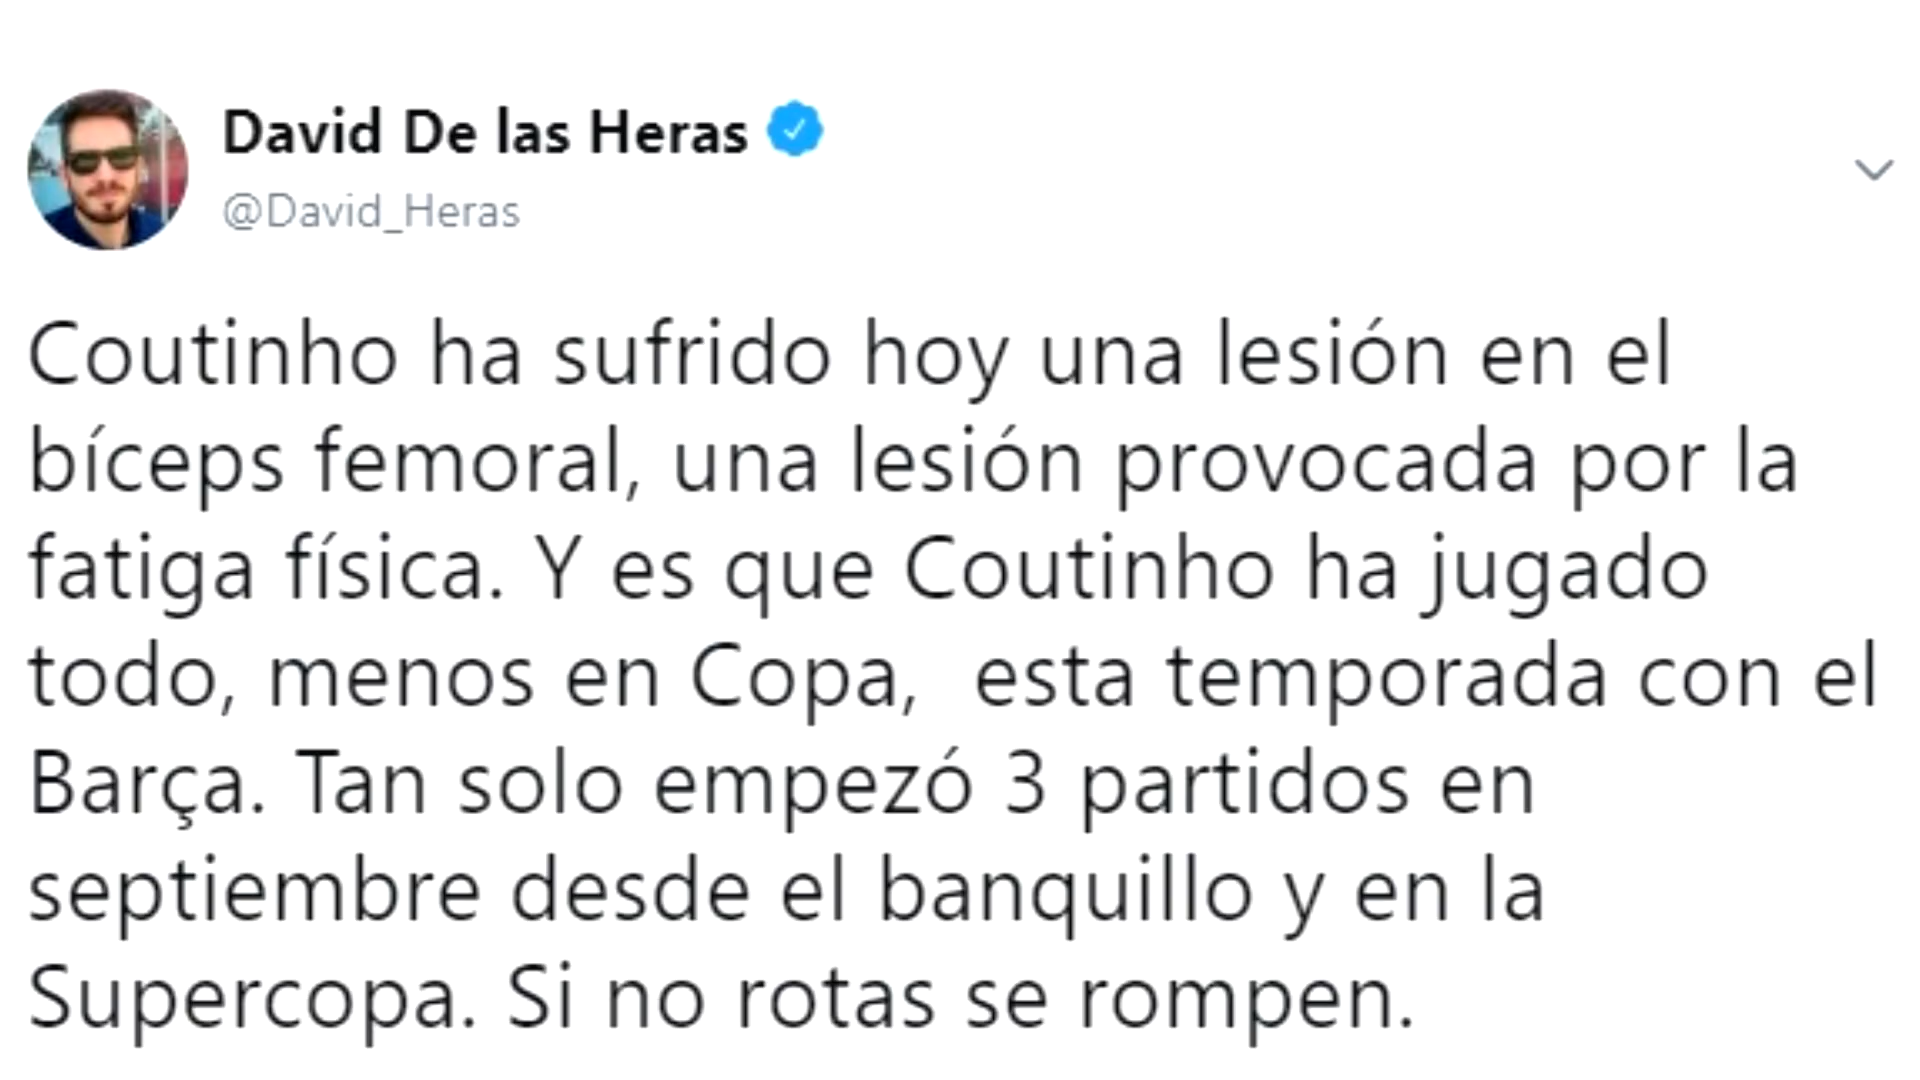 David De las Heras
@David_Heras
Coutinho ha sufrido hoy una lesión en el
bíceps femoral, una lesión provocada por la
fatiga física. Y es que Coutinho ha jugado
todo, menos en Copa,  esta temporada con el
Barça. Tan solo empezó 3 partidos en
septiembre desde el banquillo y en la
Supercopa. Si no rotas se rompen.